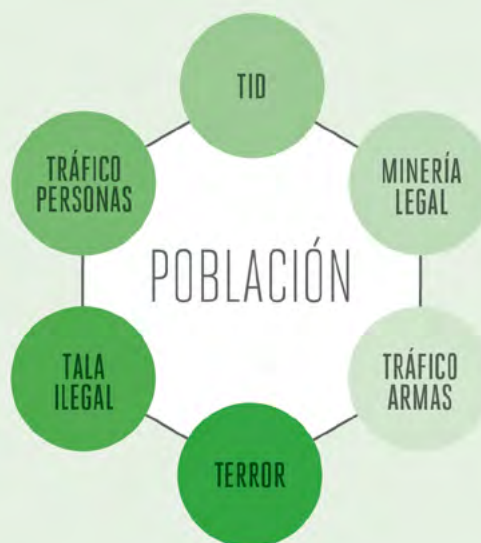 TID
TRÁFICO
PERSONAS
MINERÍA
LEGAL
POBLACIÓN
TALA
ILEGAL
TRÁFICO
ARMAS
TERROR